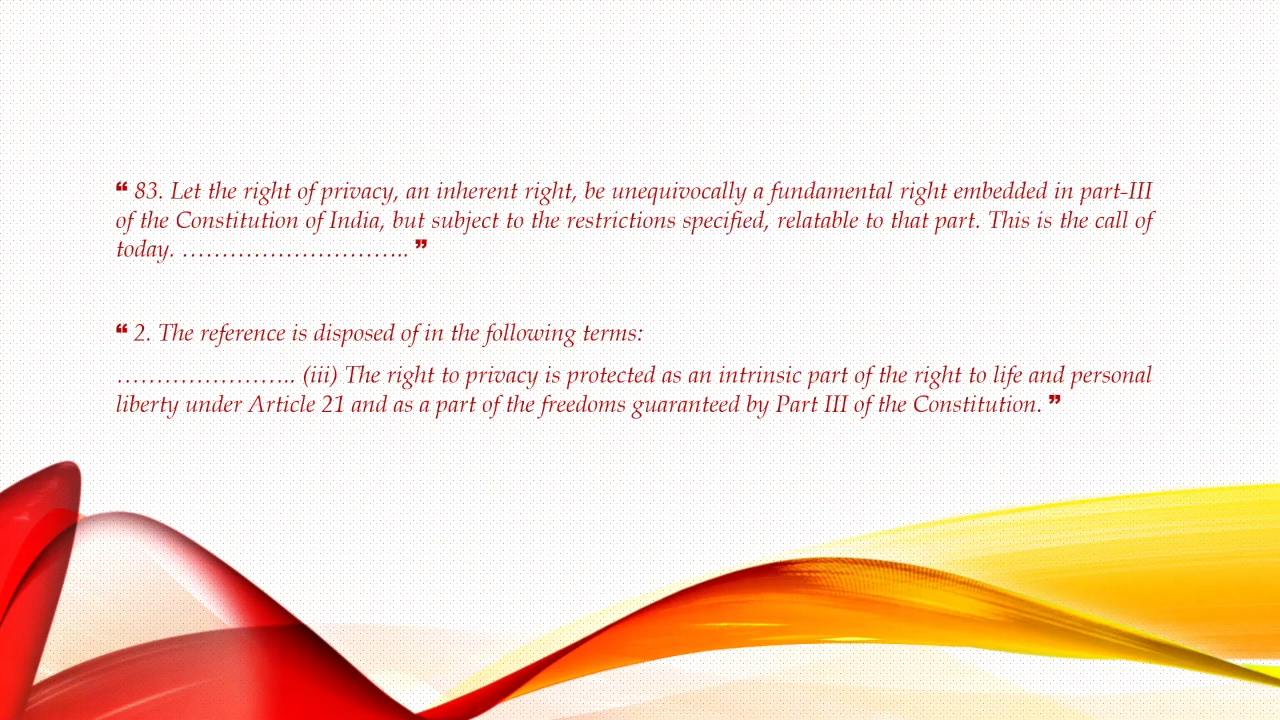 ❝ 83. Let the right of privacy, an inherent right, be unequivocally a fundamental right embedded in part-III
of the Constitution of India, but subject to the restrictions specified, relatable to that part. This is the call of
today. ……………………….. ❞
❝ 2. The reference is disposed of in the following terms:
………………….. (iii) The right to privacy is protected as an intrinsic part of the right to life and personal
liberty under Article 21 and as a part of the freedoms guaranteed by Part III of the Constitution. ❞